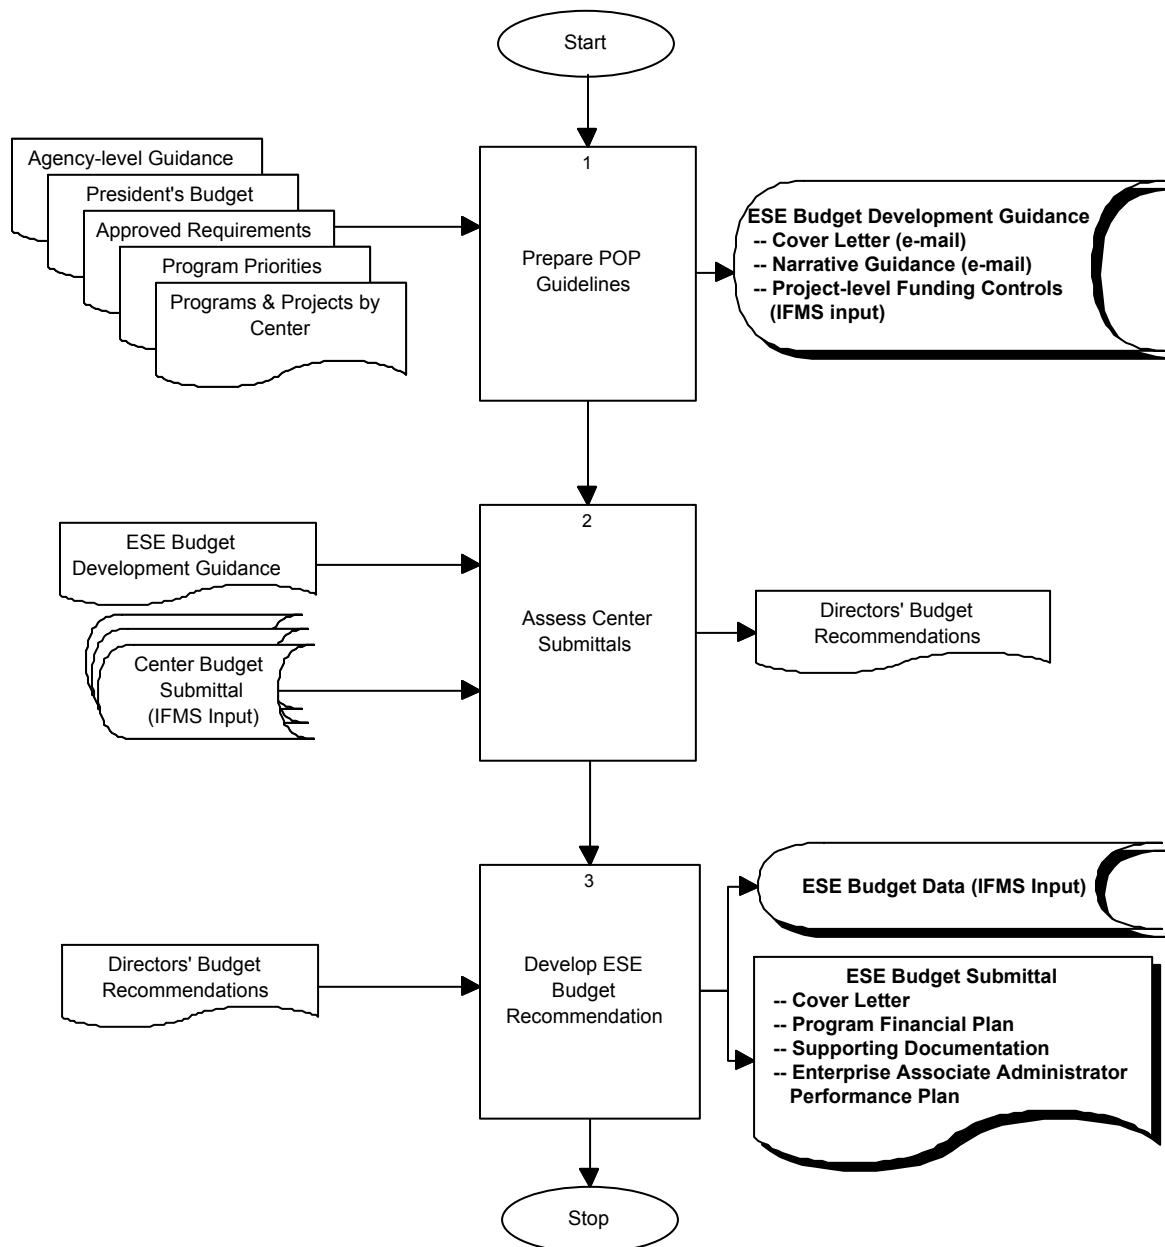 Start
Agency-level Guidance
President's Budget
Approved Requirements
Program Priorities
Programs & Projects by
Center
1
Prepare POP
Guidelines
ESE Budget Development Guidance
-- Cover Letter (e-mail)
-- Narrative Guidance (e-mail)
-- Project-level Funding Controls
(IFMS input)
ESE Budget
Development Guidance
Center Budget
Submittal
(IFMS Input)
2
Assess Center
Submittals
Directors' Budget
Recommendations
Directors' Budget
Recommendations
3
Develop ESE
Budget
Recommendation
ESE Budget Data (IFMS Input)
ESE Budget Submittal
-- Cover Letter
-- Program Financial Plan
-- Supporting Documentation
-- Enterprise Associate Administrator
Performance Plan
Stop